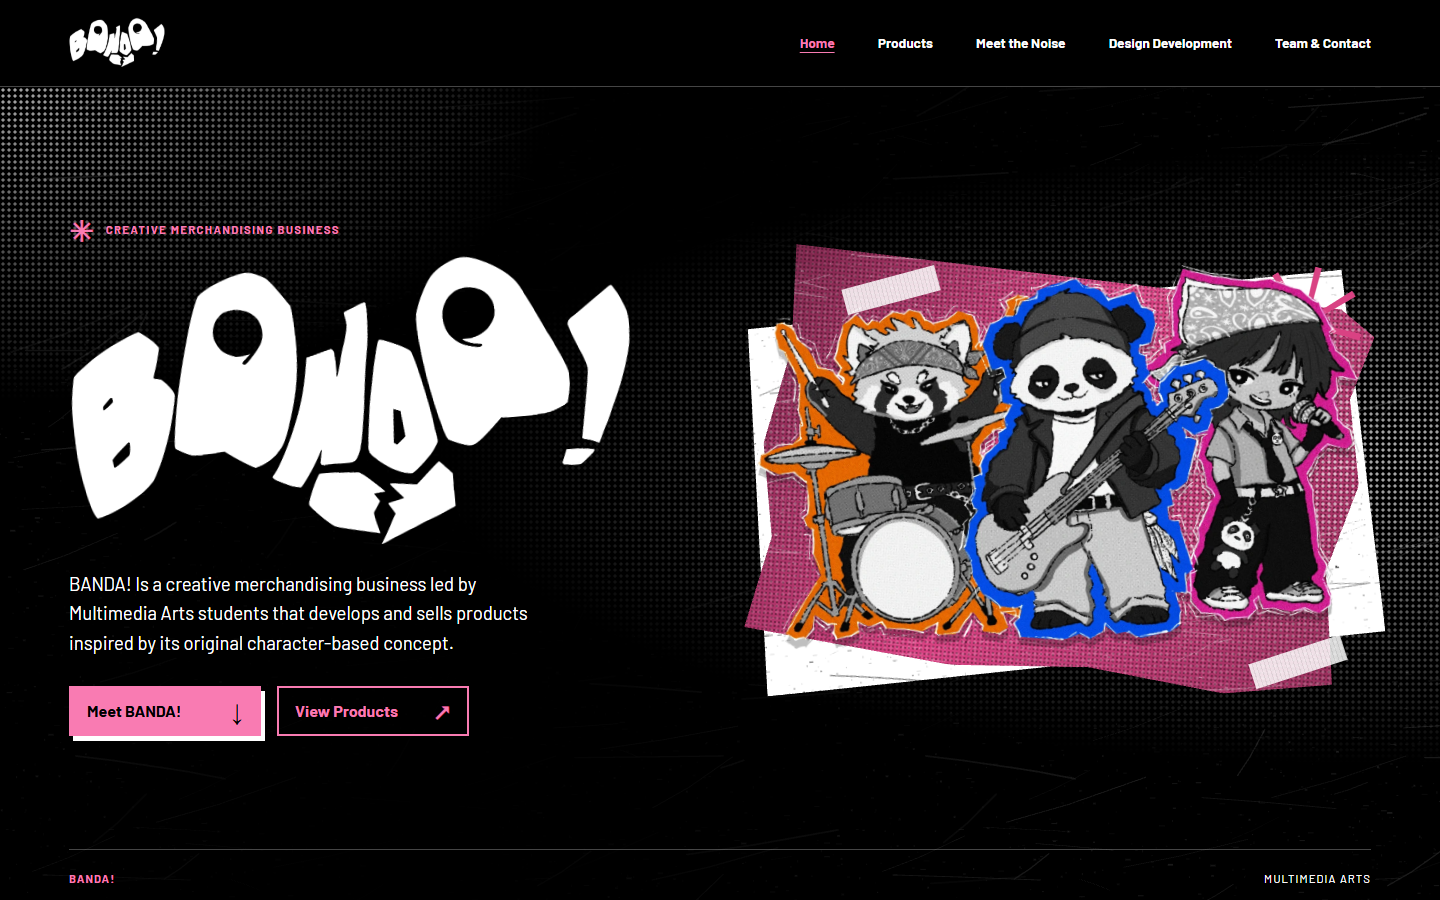 BANDA!
Home
Products
Meet the Noise
Design Development
Team & Contact
CREATIVE MERCHANDISING BUSINESS
BANDA!
BANDA! Is a creative merchandising business led by
Multimedia Arts students that develops and sells products
inspired by its original character-based concept.
Meet BANDA! ↓
View Products ↗
BANDA!
MULTIMEDIA ARTS